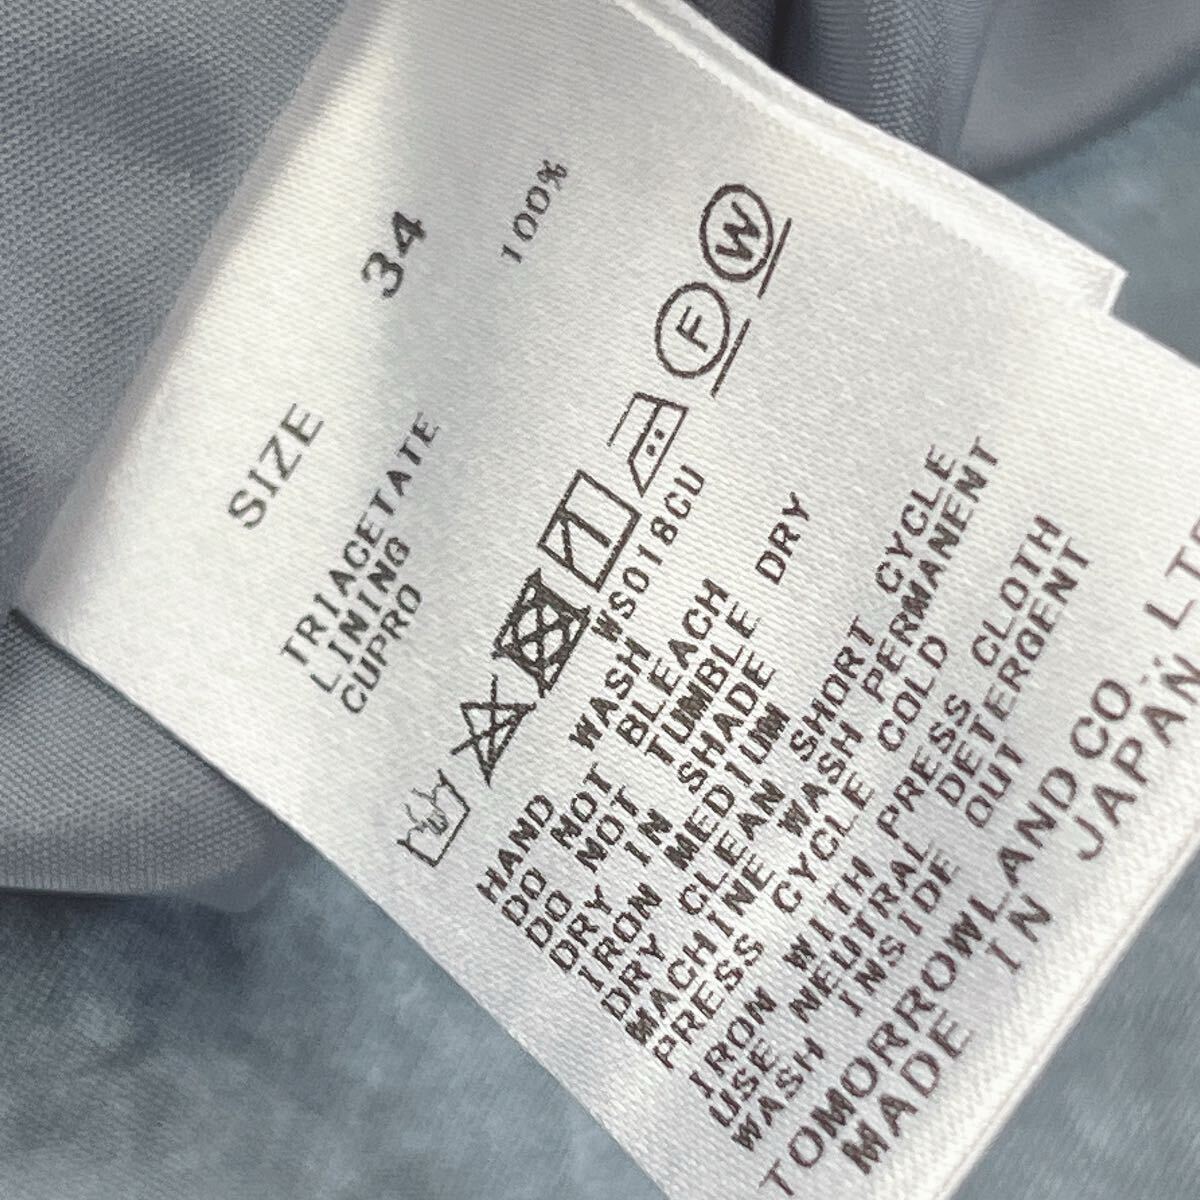 SIZE 34
TRIACETATE 100%
LINING
CUPRO
F W
WS018CU
HAND WASH
DO NOT BLEACH
DO NOT TUMBLE DRY
DRY IN SHADE
IRON MEDIUM
DRY CLEAN SHORT CYCLE
MACHINE WASH PERMANENT
PRESS CYCLE COLD
IRON WITH PRESS CLOTH
USE NEUTRAL DETERGENT
WASH INSIDE OUT
TOMORROWLAND CO. LTD
MADE IN JAPAN